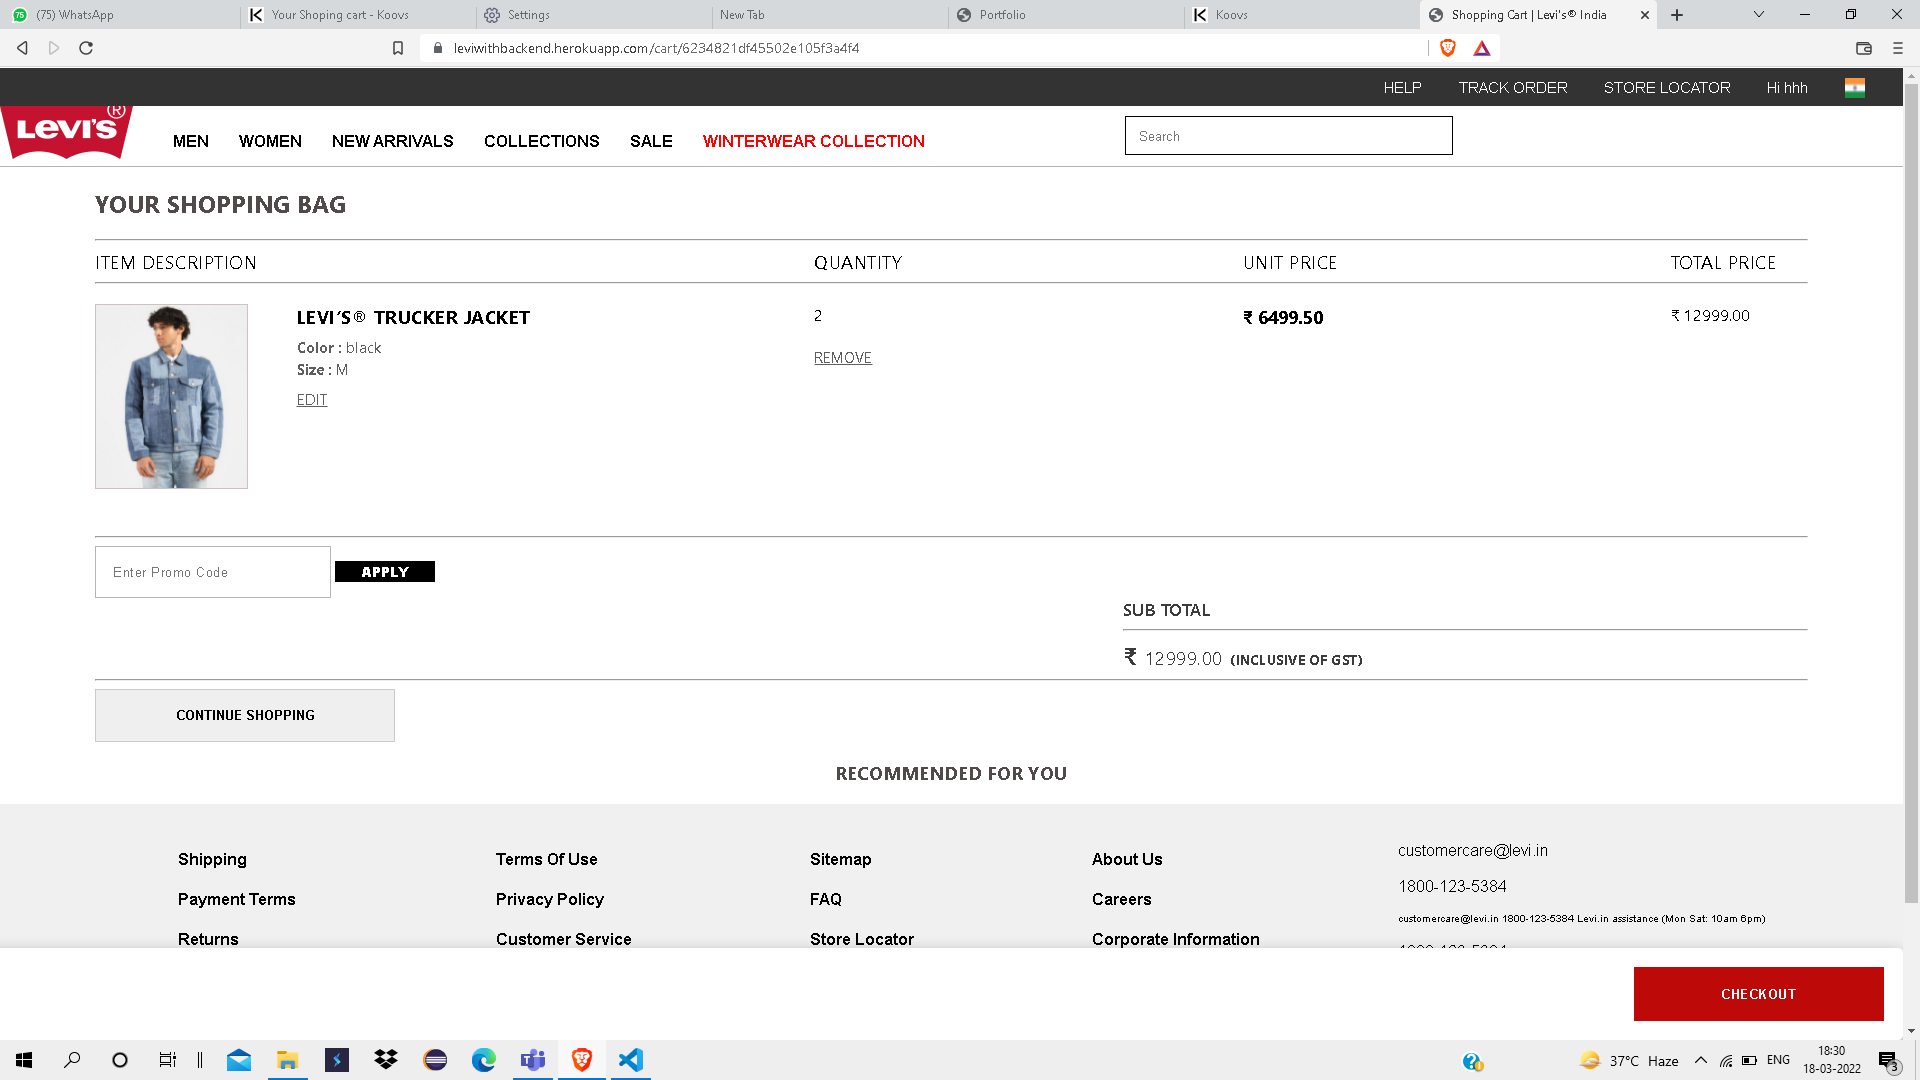 (75) WhatsApp
Your Shoping cart - Koovs
Settings
New Tab
Portfolio
Koovs
Shopping Cart | Levi's® India
leviwithbackend.herokuapp.com/cart/6234821df45502e105f3a4f4
HELP TRACK ORDER STORE LOCATOR Hi hhh
LEVI'S®
MEN WOMEN NEW ARRIVALS COLLECTIONS SALE WINTERWEAR COLLECTION Search
YOUR SHOPPING BAG
ITEM DESCRIPTION QUANTITY UNIT PRICE TOTAL PRICE
LEVI'S® TRUCKER JACKET 2 ₹ 6499.50 ₹ 12999.00
Color : black
REMOVE
Size : M
EDIT
Enter Promo Code APPLY
SUB TOTAL
₹ 12999.00 (INCLUSIVE OF GST)
CONTINUE SHOPPING
RECOMMENDED FOR YOU
Shipping Terms Of Use Sitemap About Us customercare@levi.in
Payment Terms Privacy Policy FAQ Careers 1800-123-5384
customercare@levi.in 1800-123-5384 Levi.in assistance (Mon Sat: 10am 6pm)
Returns Customer Service Store Locator Corporate Information
CHECKOUT
37°C Haze ENG 18:30
18-03-2022
3